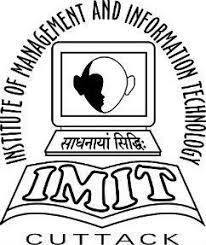 INSTITUTE OF MANAGEMENT AND INFORMATION TECHNOLOGY
साधनायां सिद्धिः
IMIT
CUTTACK